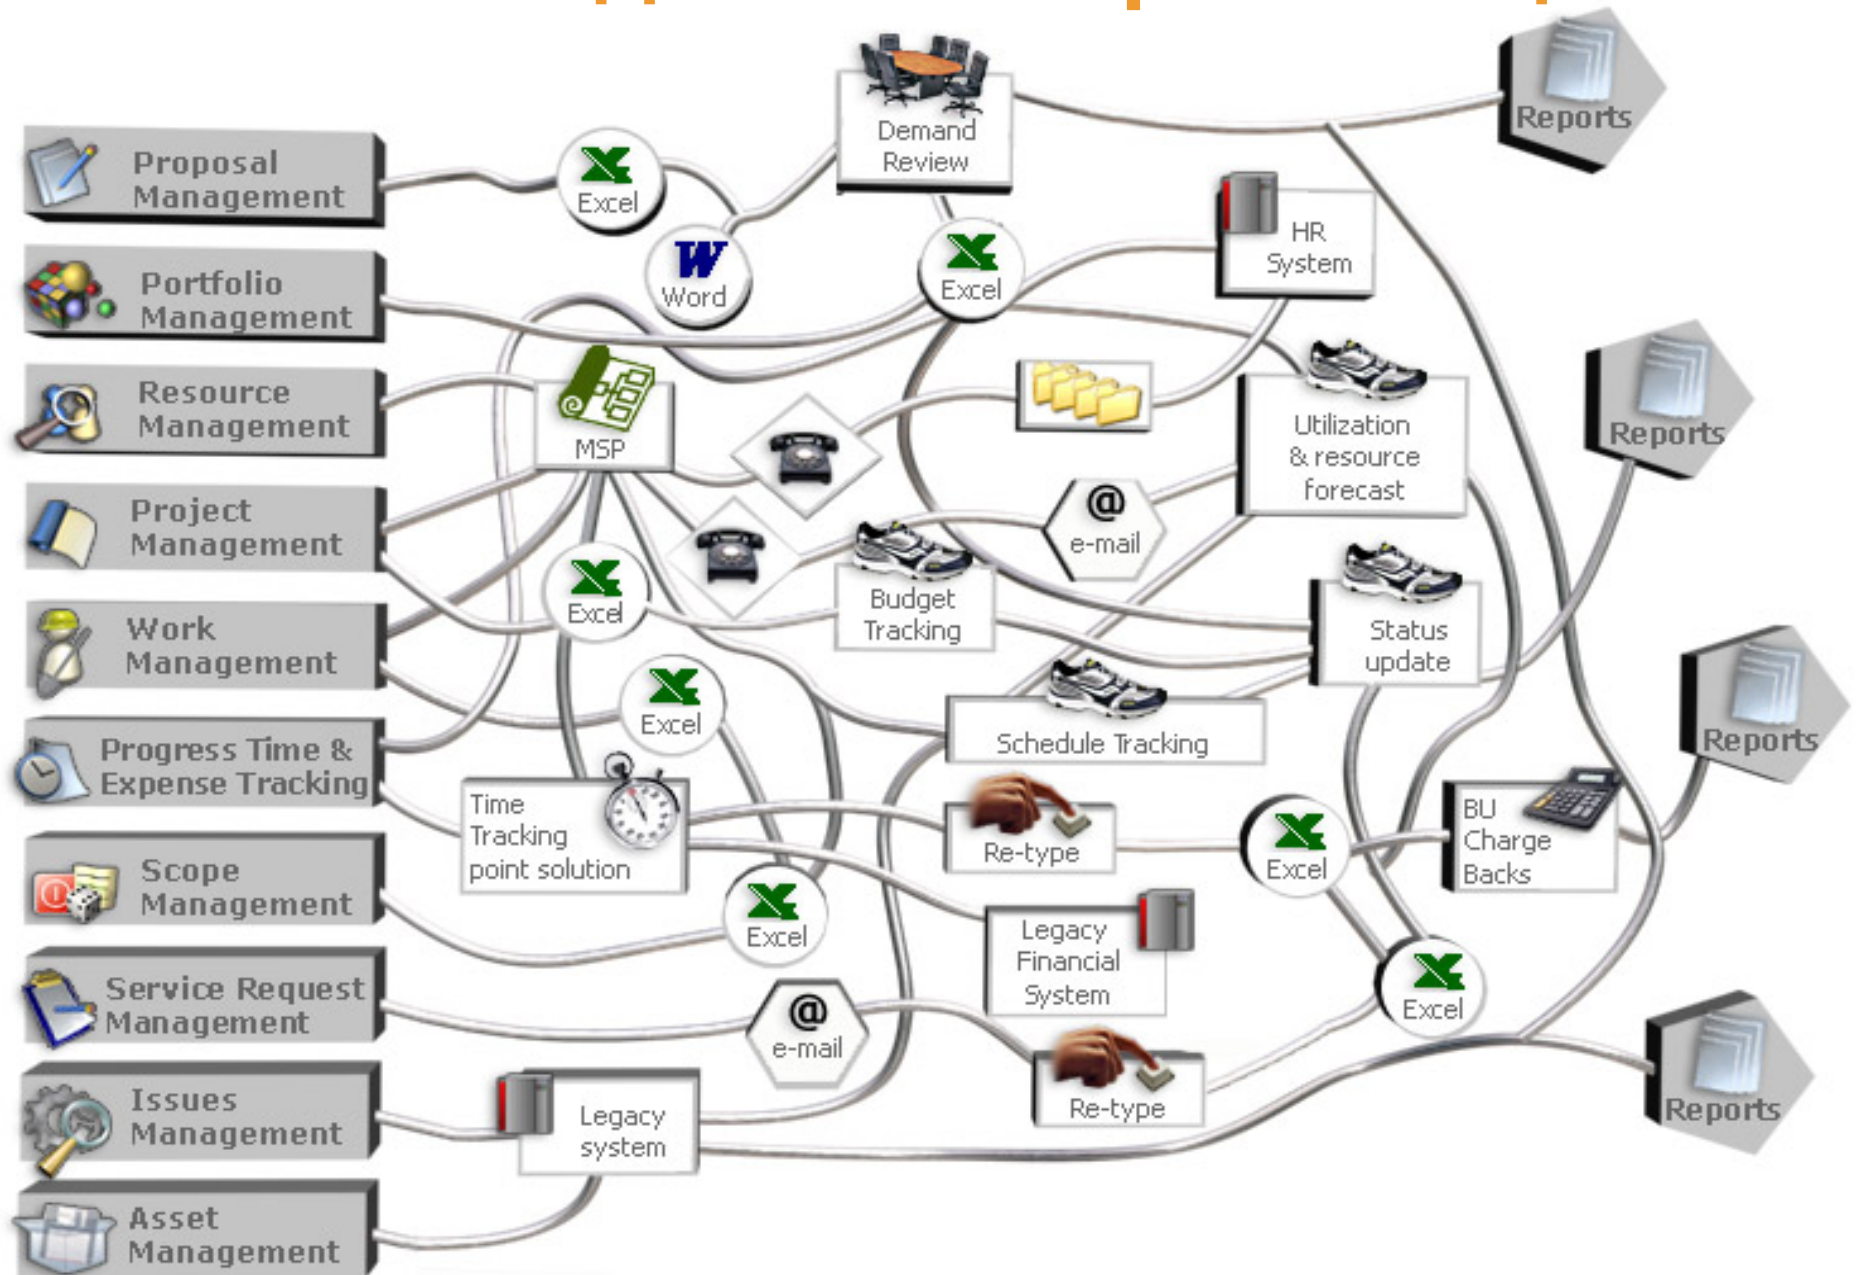 Proposal
Management
Portfolio
Management
Resource
Management
Project
Management
Work
Management
Progress Time &
Expense Tracking
Scope
Management
Service Request
Management
Issues
Management
Asset
Management
Excel
W
Word
Demand
Review
Excel
HR
System
Reports
MSP
Utilization
& resource
forecast
Reports
@
e-mail
Excel
Budget
Tracking
Status
update
Excel
Schedule Tracking
Reports
Time
Tracking
point solution
Re-type
Excel
BU
Charge
Backs
Excel
Legacy
Financial
System
Excel
@
e-mail
Re-type
Legacy
system
Reports